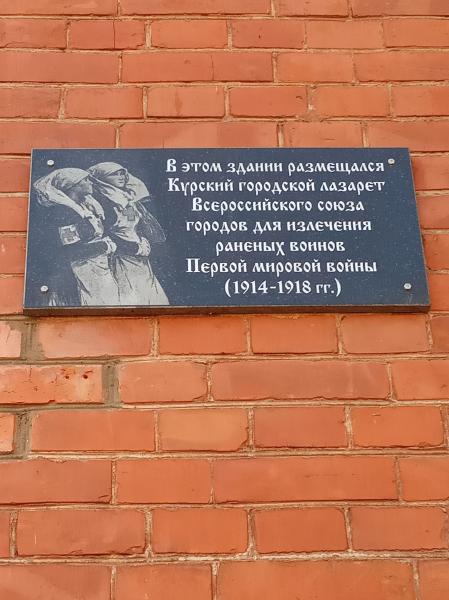 В этом здании размещался
Курский городской лазарет
Всероссийского союза
городов для излечения
раненых воинов
Первой мировой войны
(1914-1918 гг.)